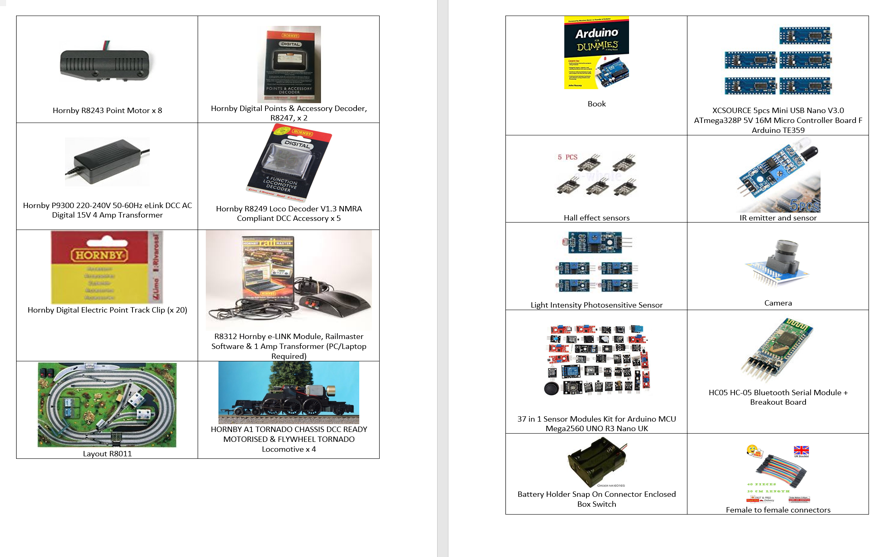 Hornby R8243 Point Motor x 8
HORNBY
DIGITAL
POINTS & ACCESSORY
DECODER
Hornby Digital Points & Accessory Decoder,
R8247, x 2
Hornby P9300 220-240V 50-60Hz eLink DCC AC
Digital 15V 4 Amp Transformer
DIGITAL
4 FUNCTION
LOCOMOTIVE
DECODER
Hornby R8249 Loco Decoder V1.3 NMRA
Compliant DCC Accessory x 5
HORNBY
Lima
Rivarossi
Hornby Digital Electric Point Track Clip (x 20)
railmaster
R8312 Hornby e-LINK Module, Railmaster
Software & 1 Amp Transformer (PC/Laptop
Required)
Layout R8011
HORNBY A1 TORNADO CHASSIS DCC READY
MOTORISED & FLYWHEEL TORNADO
Locomotive x 4
Arduino
FOR
DUMMIES
Book
XCSOURCE 5pcs Mini USB Nano V3.0
ATmega328P 5V 16M Micro Controller Board F
Arduino TE359
5 PCS
Hall effect sensors
IR emitter and sensor
Light Intensity Photosensitive Sensor
Camera
37 in 1 Sensor Modules Kit for Arduino MCU
Mega2560 UNO R3 Nano UK
HC05 HC-05 Bluetooth Serial Module +
Breakout Board
Battery Holder Snap On Connector Enclosed
Box Switch
Female to female connectors